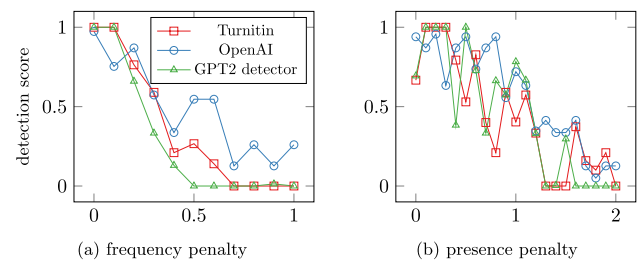 detection score
1
0.5
0
Turnitin
OpenAI
GPT2 detector
0 0.5 1
(a) frequency penalty
1
0.5
0
0 1 2
(b) presence penalty